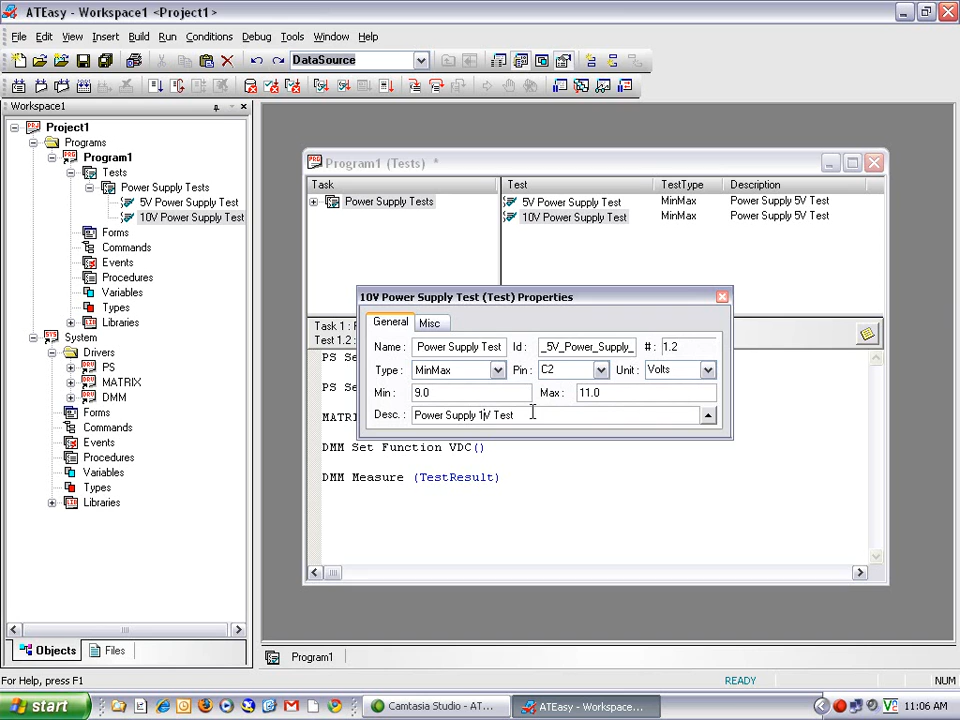 ATEasy - Workspace1 <Project1>
File Edit View Insert Build Run Conditions Debug Tools Window Help
DataSource
Workspace1
Project1
Programs
Program1
Tests
Power Supply Tests
5V Power Supply Test
10V Power Supply Test
Forms
Commands
Events
Procedures
Variables
Types
Libraries
System
Drivers
PS
MATRIX
DMM
Forms
Commands
Events
Procedures
Variables
Types
Libraries
Objects Files
Program1 (Tests) *
Task Test TestType Description
Power Supply Tests 5V Power Supply Test MinMax Power Supply 5V Test
10V Power Supply Test MinMax Power Supply 5V Test
10V Power Supply Test (Test) Properties
General Misc
Name : Power Supply Test Id : _5V_Power_Supply_ # : 1.2
Type : MinMax Pin : C2 Unit : Volts
Min : 9.0 Max : 11.0
Desc. : Power Supply 1V Test
Task 1 :
Test 1.2
PS Se
PS Se
MATRI
DMM Set Function VDC()
DMM Measure (TestResult)
Program1
For Help, press F1 READY NUM
start Camtasia Studio - AT... ATEasy - Workspace... 11:06 AM